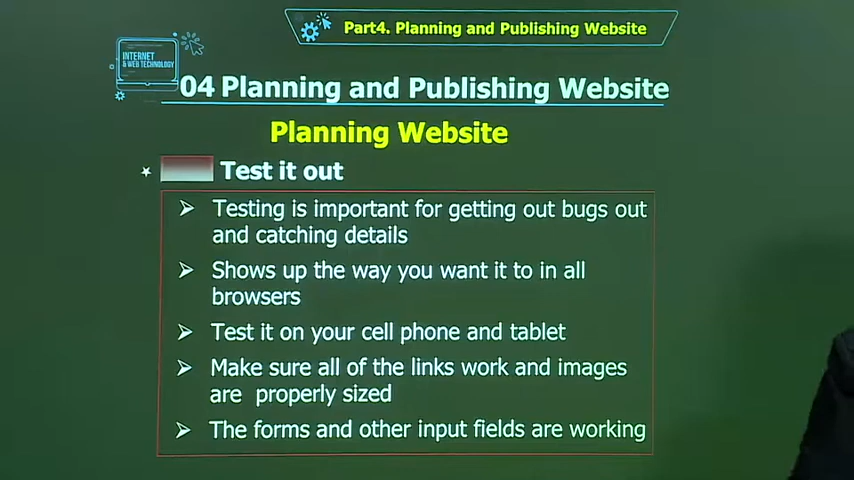 Part4. Planning and Publishing Website
INTERNET
& WEB TECHNOLOGY
04 Planning and Publishing Website
Planning Website
Test it out
Testing is important for getting out bugs out
and catching details
Shows up the way you want it to in all
browsers
Test it on your cell phone and tablet
Make sure all of the links work and images
are properly sized
The forms and other input fields are working